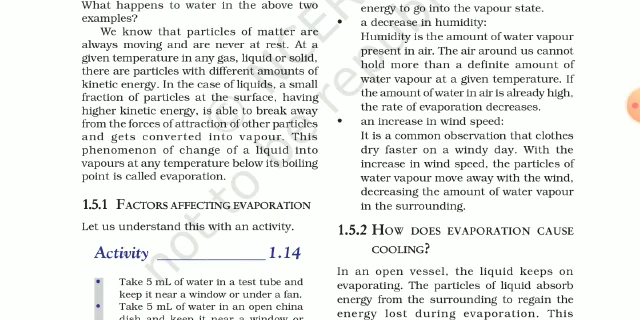 What happens to water in the above two
examples?
We know that particles of matter are
always moving and are never at rest. At a
given temperature in any gas, liquid or solid,
there are particles with different amounts of
kinetic energy. In the case of liquids, a small
fraction of particles at the surface, having
higher kinetic energy, is able to break away
from the forces of attraction of other particles
and gets converted into vapour. This
phenomenon of change of a liquid into
vapours at any temperature below its boiling
point is called evaporation.
1.5.1 FACTORS AFFECTING EVAPORATION
Let us understand this with an activity.
Activity ______________ 1.14
• Take 5 mL of water in a test tube and
keep it near a window or under a fan.
• Take 5 mL of water in an open china
dish and keep it near a window or
energy to go into the vapour state.
• a decrease in humidity:
Humidity is the amount of water vapour
present in air. The air around us cannot
hold more than a definite amount of
water vapour at a given temperature. If
the amount of water in air is already high,
the rate of evaporation decreases.
• an increase in wind speed:
It is a common observation that clothes
dry faster on a windy day. With the
increase in wind speed, the particles of
water vapour move away with the wind,
decreasing the amount of water vapour
in the surrounding.
1.5.2 HOW DOES EVAPORATION CAUSE
COOLING?
In an open vessel, the liquid keeps on
evaporating. The particles of liquid absorb
energy from the surrounding to regain the
energy lost during evaporation. This
© NCER
not to be republ